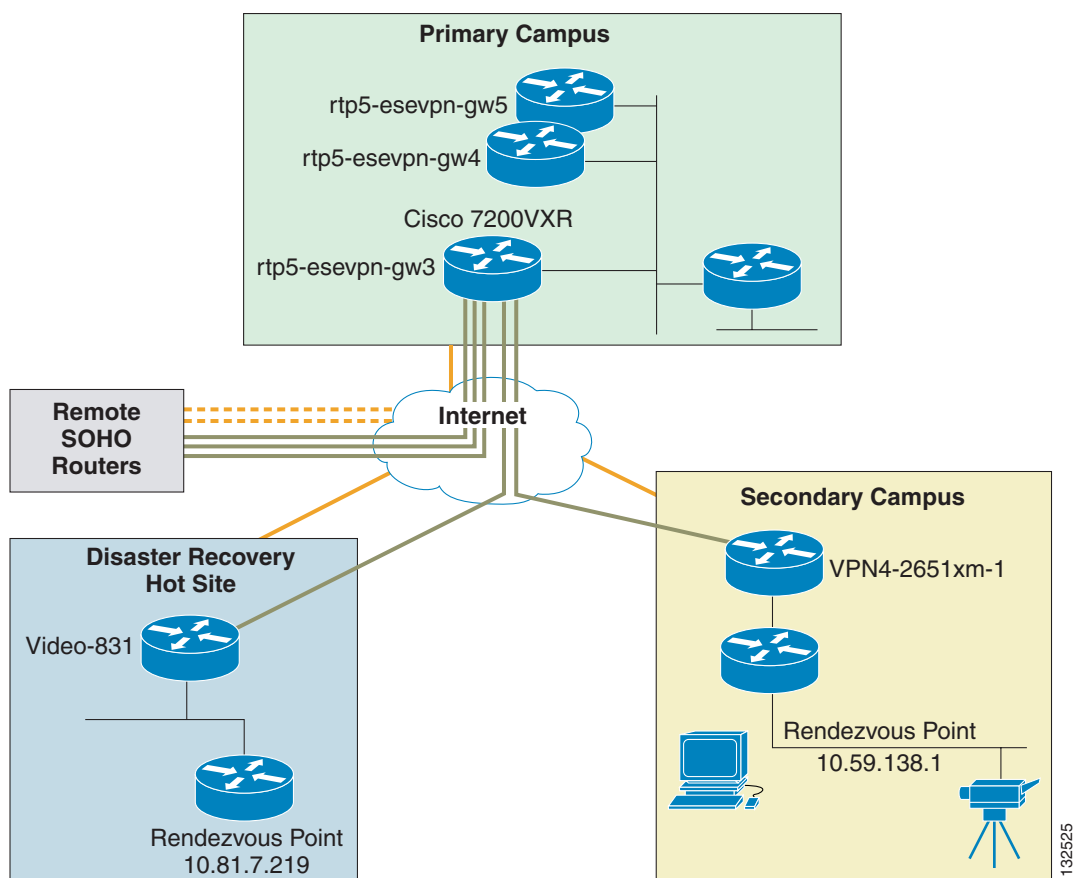 Primary Campus
rtp5-esevpn-gw5
rtp5-esevpn-gw4
Cisco 7200VXR
rtp5-esevpn-gw3
Internet
Remote
SOHO
Routers
Secondary Campus
VPN4-2651xm-1
Rendezvous Point
10.59.138.1
Disaster Recovery
Hot Site
Video-831
Rendezvous Point
10.81.7.219
132525